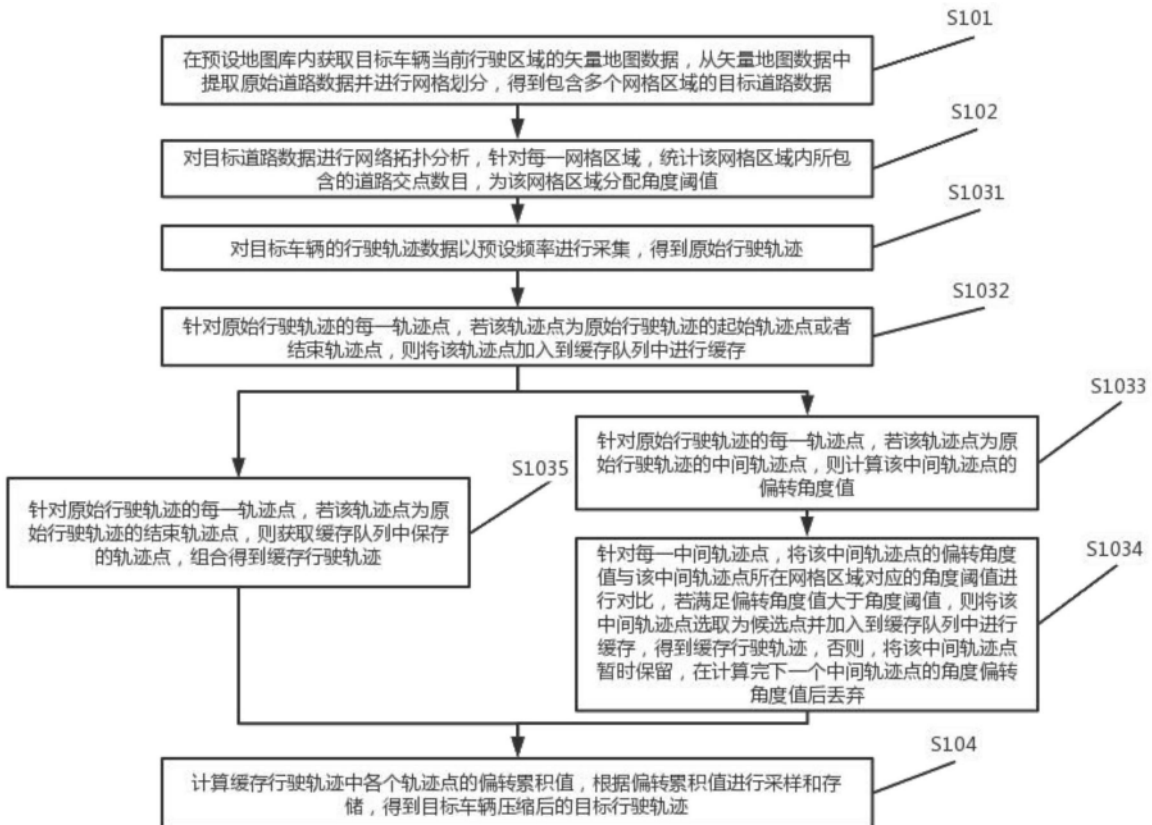 S101
在预设地图库内获取目标车辆当前行驶区域的矢量地图数据，从矢量地图数据中
提取原始道路数据并进行网格划分，得到包含多个网格区域的目标道路数据
S102
对目标道路数据进行网络拓扑分析，针对每一网格区域，统计该网格区域内所包
含的道路交点数目，为该网格区域分配角度阈值
S1031
对目标车辆的行驶轨迹数据以预设频率进行采集，得到原始行驶轨迹
S1032
针对原始行驶轨迹的每一轨迹点，若该轨迹点为原始行驶轨迹的起始轨迹点或者
结束轨迹点，则将该轨迹点加入到缓存队列中进行缓存
S1033
针对原始行驶轨迹的每一轨迹点，若该轨迹点为原
始行驶轨迹的中间轨迹点，则计算该中间轨迹点的
偏转角度值
S1035
针对原始行驶轨迹的每一轨迹点，若该轨迹点为原
始行驶轨迹的结束轨迹点，则获取缓存队列中保存
的轨迹点，组合得到缓存行驶轨迹
S1034
针对每一中间轨迹点，将该中间轨迹点的偏转角度
值与该中间轨迹点所在网格区域对应的角度阈值进
行对比，若满足偏转角度值大于角度阈值，则将该
中间轨迹点选取为候选点并加入到缓存队列中进行
缓存，得到缓存行驶轨迹，否则，将该中间轨迹点
暂时保留，在计算完下一个中间轨迹点的角度偏转
角度值后丢弃
S104
计算缓存行驶轨迹中各个轨迹点的偏转累积值，根据偏转累积值进行采样和存
储，得到目标车辆压缩后的目标行驶轨迹